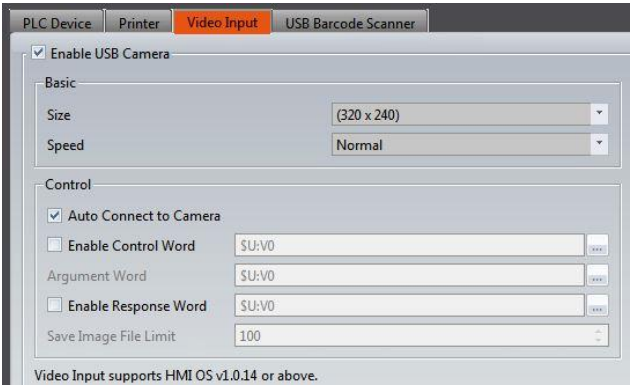 PLC Device Printer Video Input USB Barcode Scanner
Enable USB Camera
Basic
Size (320 x 240)
Speed Normal
Control
Auto Connect to Camera
Enable Control Word $U:V0 ...
Argument Word $U:V0
Enable Response Word $U:V0 ...
Save Image File Limit 100
Video Input supports HMI OS v1.0.14 or above.